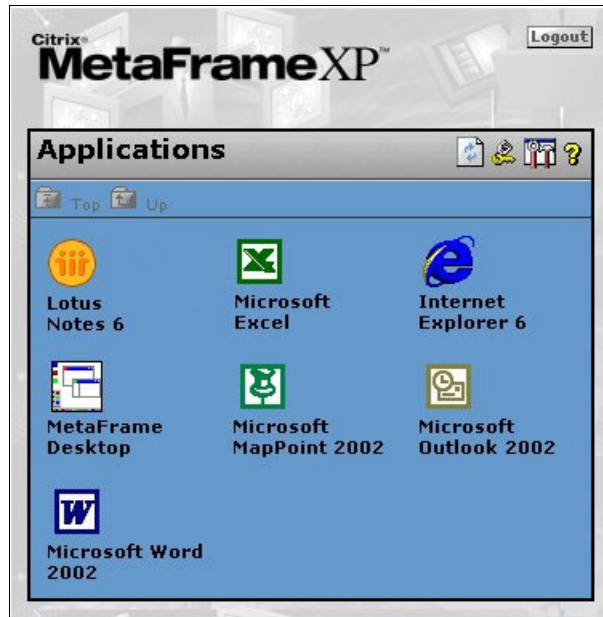 Citrix®
MetaFrameXP™
Logout
Applications
Top Up
Lotus
Notes 6
Microsoft
Excel
Internet
Explorer 6
MetaFrame
Desktop
Microsoft
MapPoint 2002
Microsoft
Outlook 2002
Microsoft Word
2002